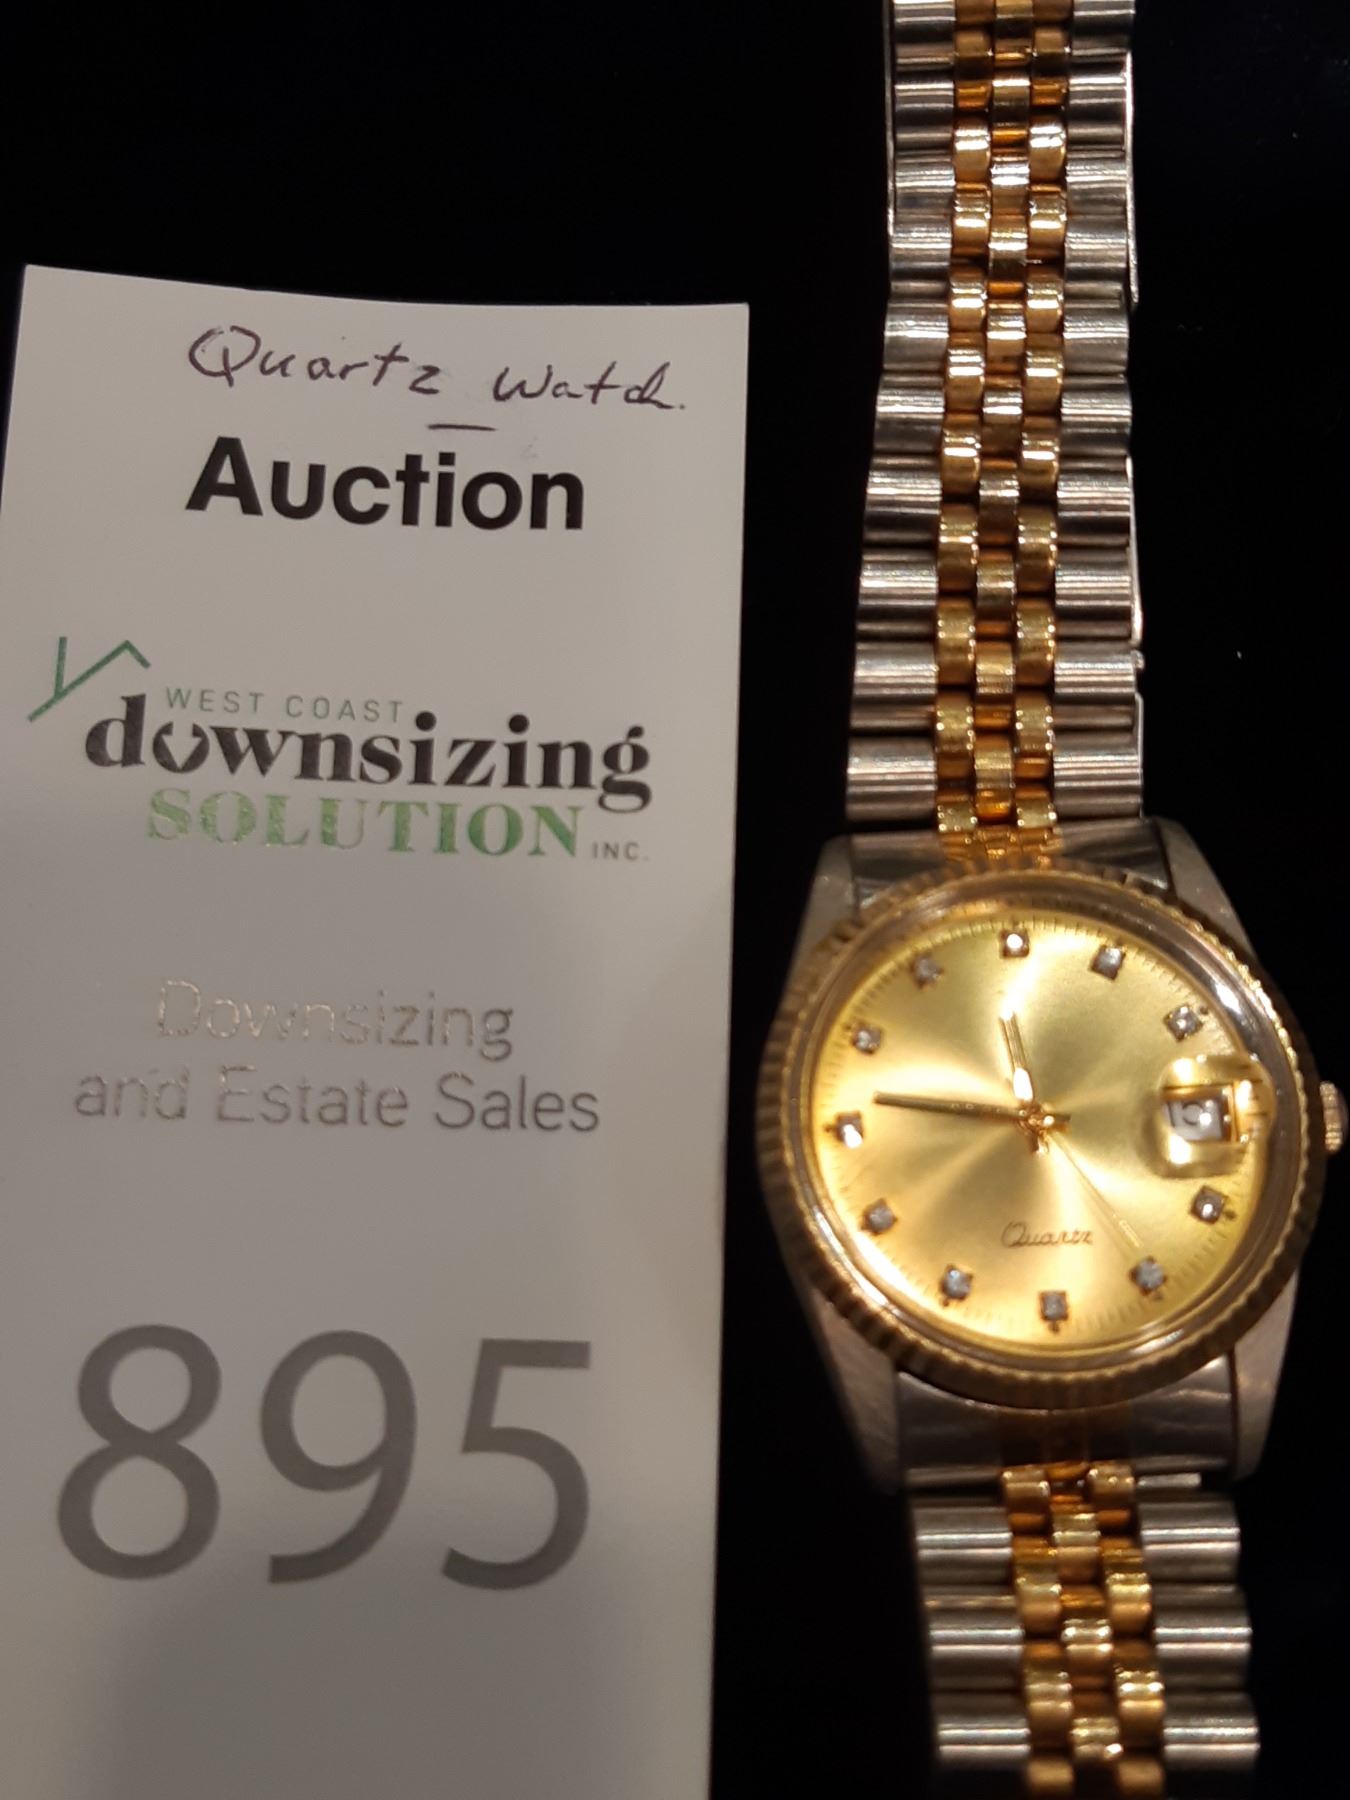 Quartz Watch.
Auction
WEST COAST
downsizing
SOLUTION INC.
Downsizing
and Estate Sales
895
Quartz